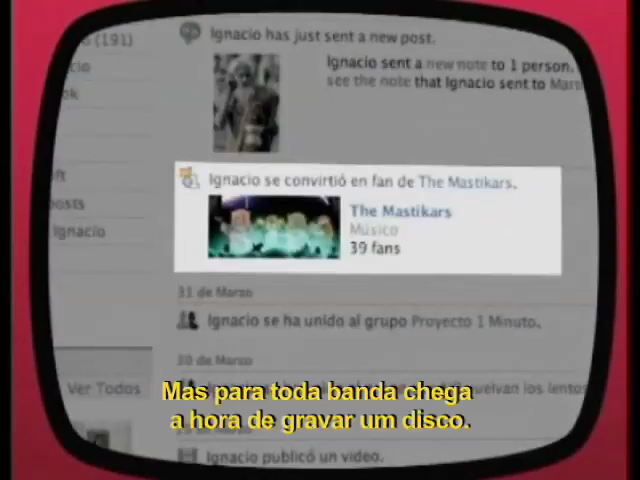 (191)
Ignacio has just sent a new post.
Ignacio sent a new note to 1 person.
see the note that Ignacio sent to
Ignacio se convirtió en fan de The Mastikars.
The Mastikars
Músico
39 fans
Ignacio
31 de Marzo
Ignacio se ha unido al grupo Proyecto 1 Minuto.
30 de Marzo
Ver Todos
los lentos
Mas para toda banda chega
a hora de gravar um disco.
Ignacio publicó un video.